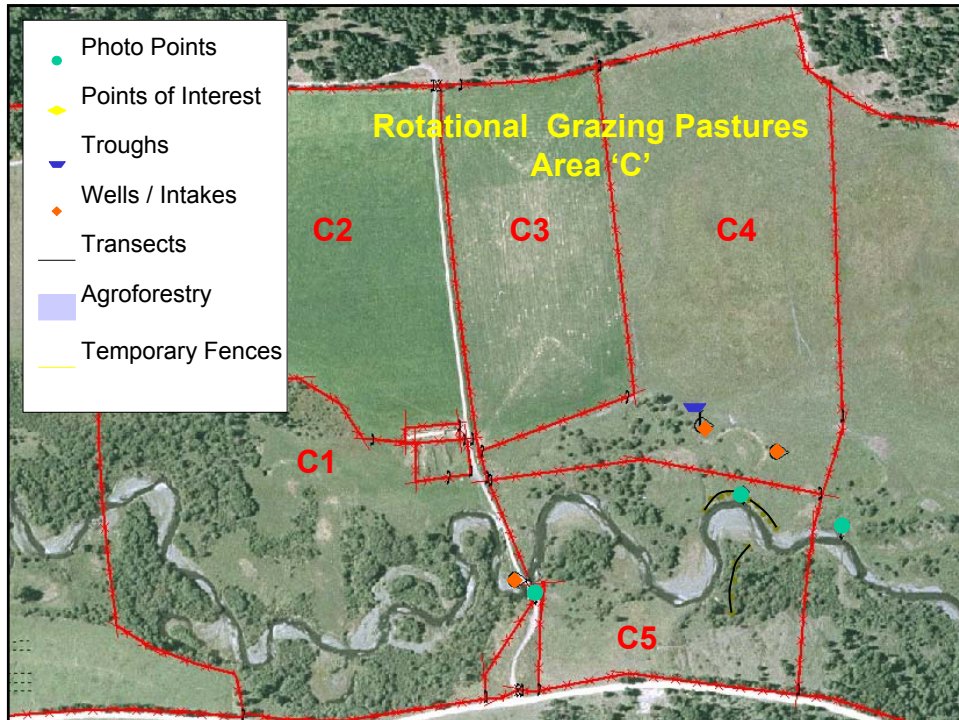 Photo Points
Points of Interest
Troughs
Wells / Intakes
Transects
Agroforestry
Temporary Fences
Rotational Grazing Pastures
Area ‘C’
C2
C3
C4
C1
C5